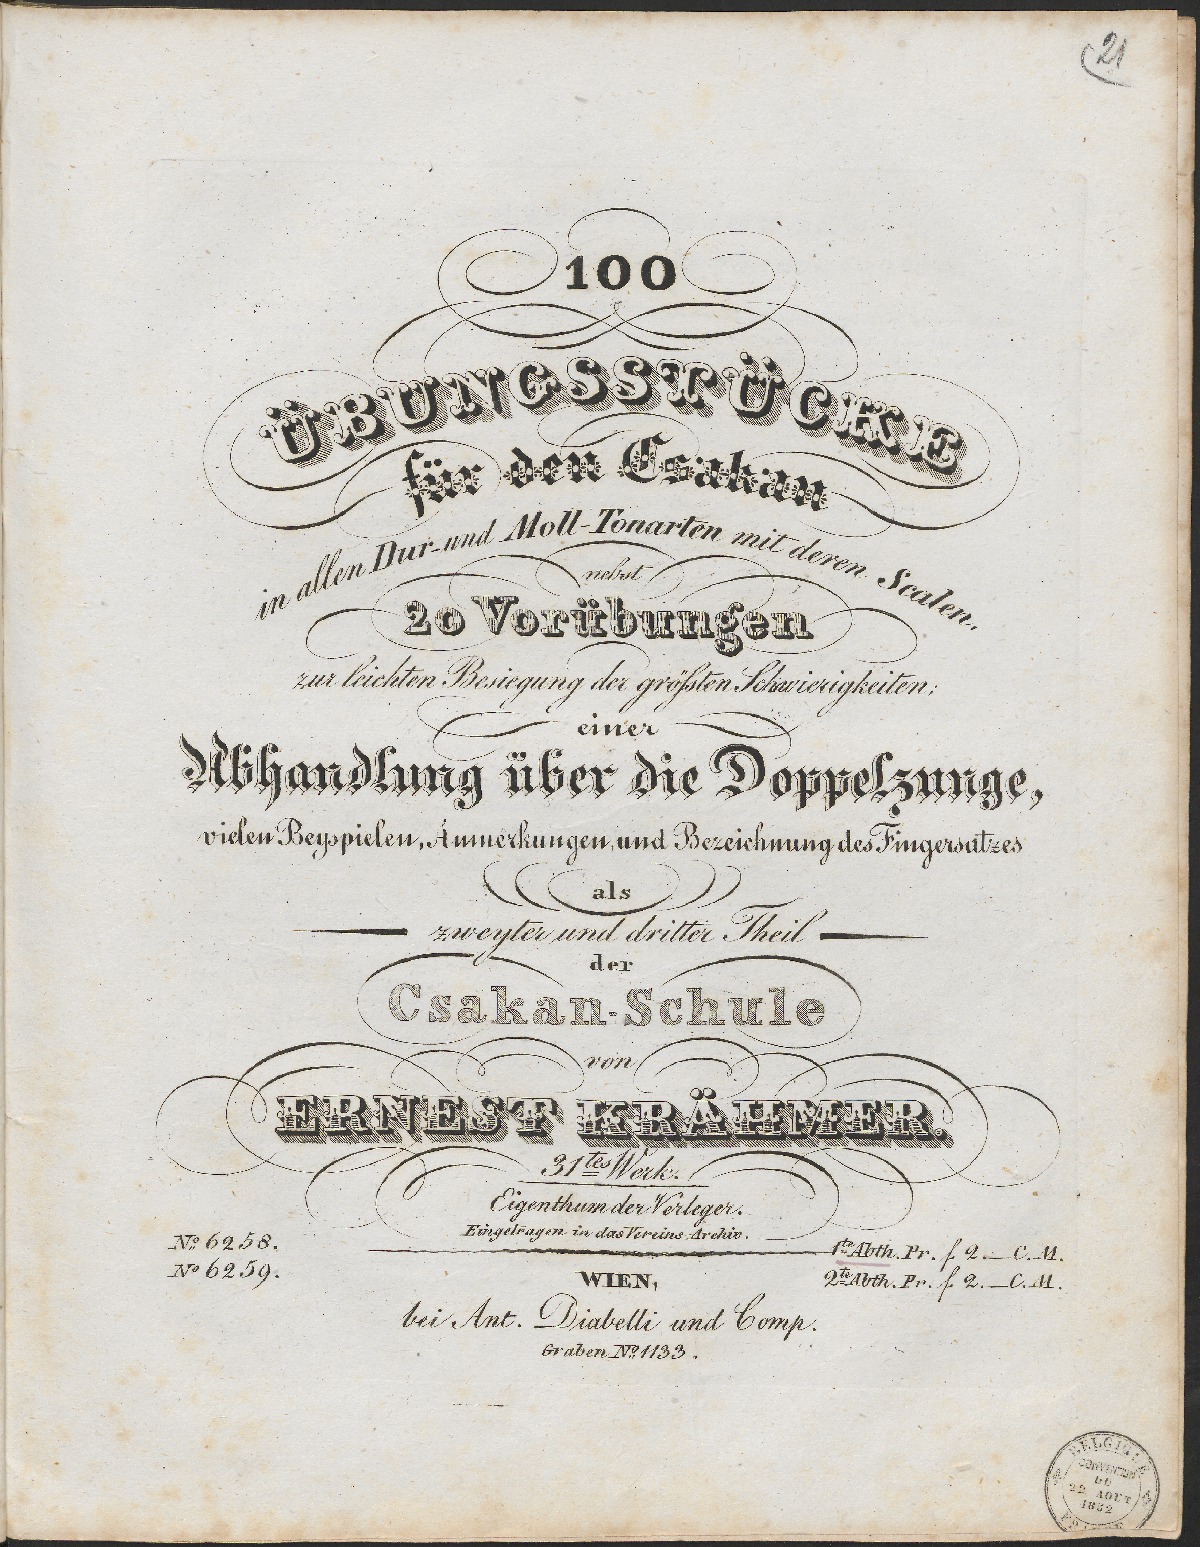 21
100
ÜBUNGSSTÜCKE
für den Csakan
in allen Dur- und Moll-Tonarten mit deren Scalen.
nebst
20 Vorübungen
zur leichten Besiegung der größten Schwierigkeiten;
einer
Abhandlung über die Doppelzunge,
vielen Beyspielen, Anmerkungen, und Bezeichnung des Fingersatzes
als
zweyter und dritter Theil
der
Csakan-Schule
von
ERNEST KRÄHMER.
31tes Werk.
Eigenthum der Verleger.
Eingetragen in das Vereins-Archiv.
No. 6258.
No. 6259.
1te Abth. Pr. f. 2._ C.M.
2te Abth. Pr. f. 2._ C.M.
WIEN,
bei Ant. Diabelli und Comp.
Graben No. 1133.
BELGIQUE
CONVENTION
DU
22 AOUT
1852